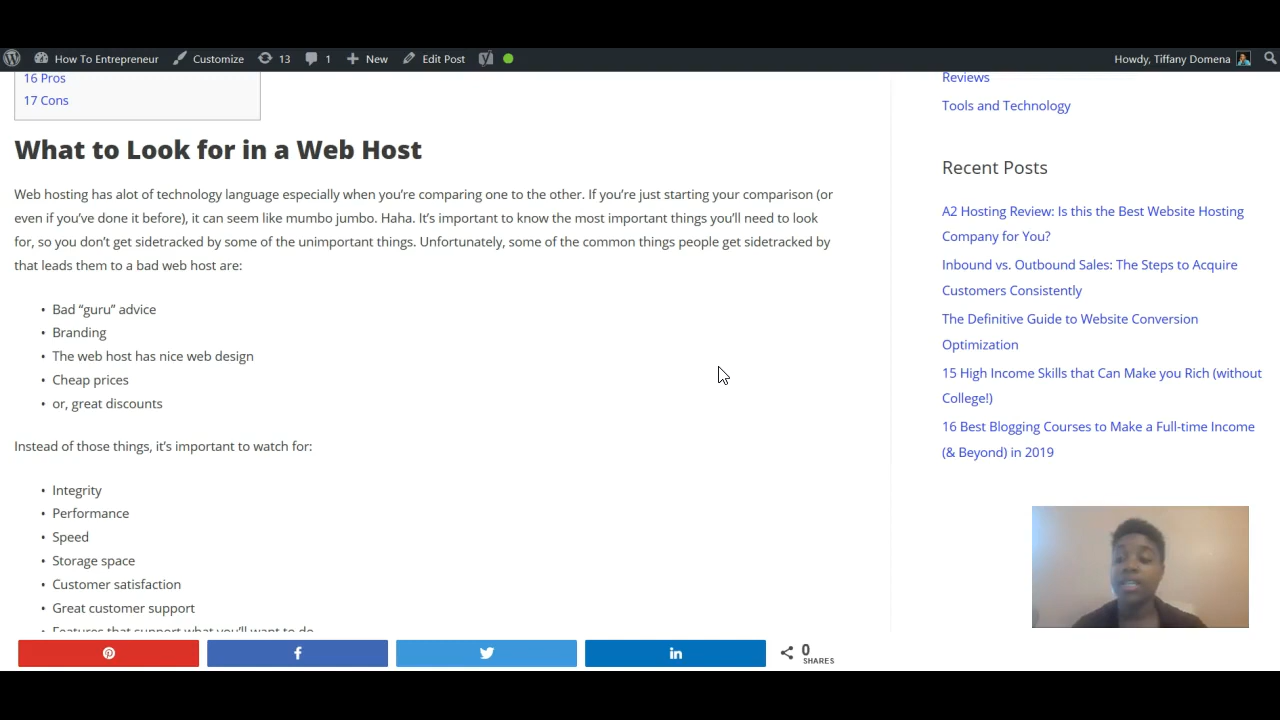 How To Entrepreneur Customize 13 1 New Edit Post Howdy, Tiffany Domena
16 Pros
17 Cons
What to Look for in a Web Host
Web hosting has alot of technology language especially when you're comparing one to the other. If you're just starting your comparison (or
even if you've done it before), it can seem like mumbo jumbo. Haha. It's important to know the most important things you'll need to look
for, so you don't get sidetracked by some of the unimportant things. Unfortunately, some of the common things people get sidetracked by
that leads them to a bad web host are:
• Bad “guru” advice
• Branding
• The web host has nice web design
• Cheap prices
• or, great discounts
Instead of those things, it's important to watch for:
• Integrity
• Performance
• Speed
• Storage space
• Customer satisfaction
• Great customer support
• Features that support what you'll want to do
Reviews
Tools and Technology
Recent Posts
A2 Hosting Review: Is this the Best Website Hosting
Company for You?
Inbound vs. Outbound Sales: The Steps to Acquire
Customers Consistently
The Definitive Guide to Website Conversion
Optimization
15 High Income Skills that Can Make you Rich (without
College!)
16 Best Blogging Courses to Make a Full-time Income
(& Beyond) in 2019
0
SHARES